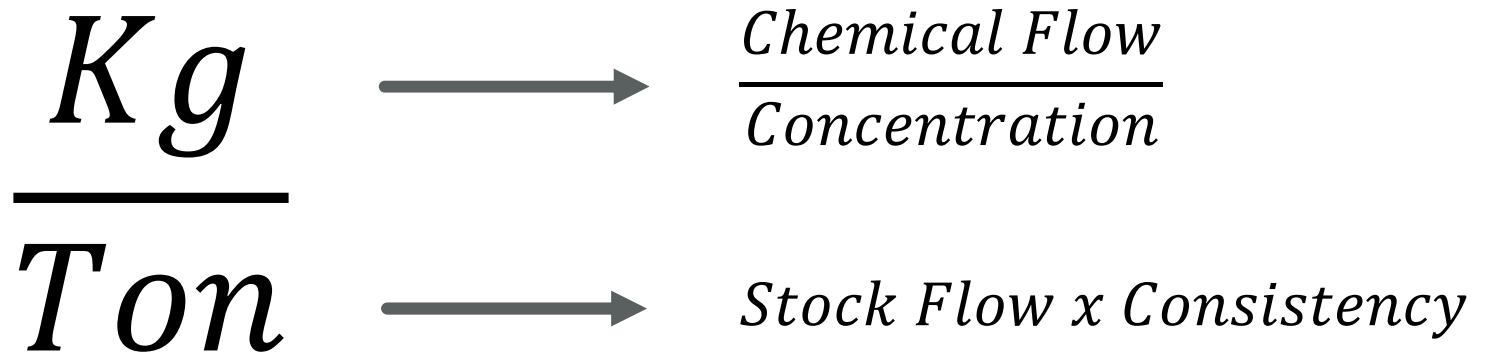 Kg
Ton
Chemical Flow
Concentration
Stock Flow x Consistency